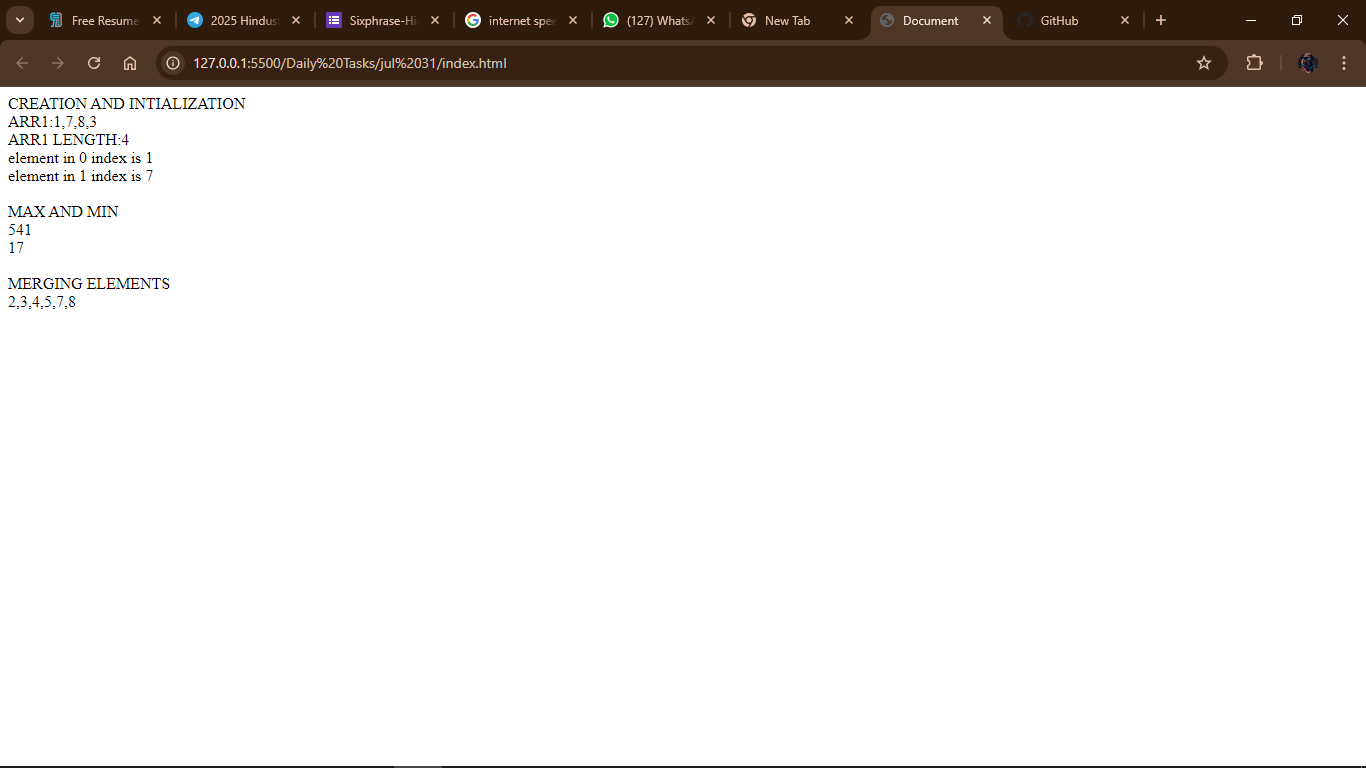 Free Resume
2025 Hindus
Sixphrase-Hi
internet spee
(127) WhatsA
New Tab
Document
GitHub
127.0.0.1:5500/Daily%20Tasks/jul%2031/index.html
CREATION AND INTIALIZATION
ARR1:1,7,8,3
ARR1 LENGTH:4
element in 0 index is 1
element in 1 index is 7
MAX AND MIN
541
17
MERGING ELEMENTS
2,3,4,5,7,8